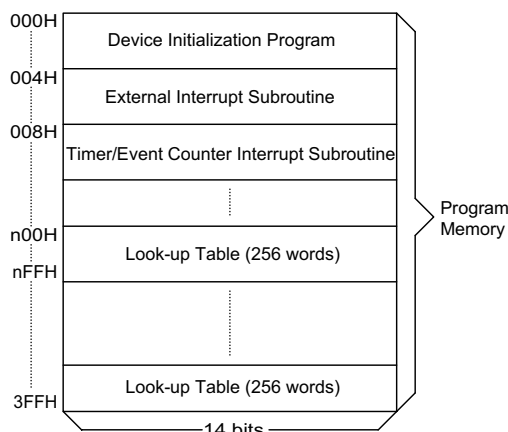 000H
Device Initialization Program
004H
External Interrupt Subroutine
008H
Timer/Event Counter Interrupt Subroutine
n00H
Look-up Table (256 words)
nFFH
Program
Memory
Look-up Table (256 words)
3FFH
14 bits